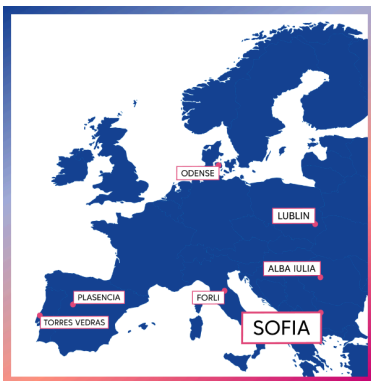 ODENSE
LUBLIN
ALBA IULIA
PLASENCIA
FORLI
TORRES VEDRAS
SOFIA